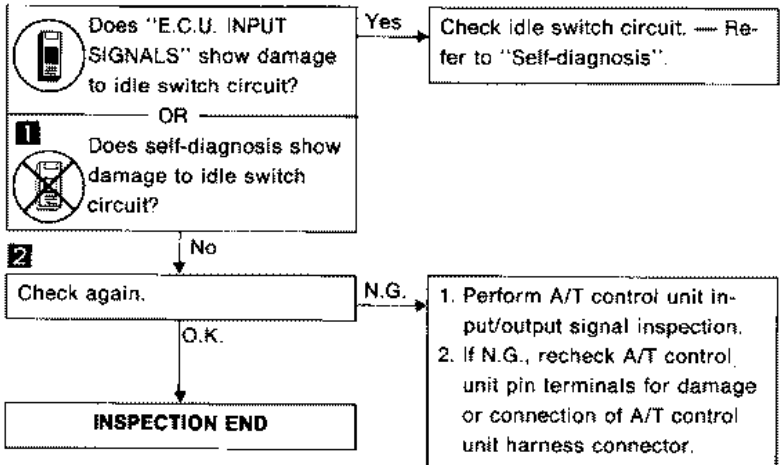 Does "E.C.U. INPUT
SIGNALS" show damage
to idle switch circuit?
Yes
Check idle switch circuit. — Re-
fer to "Self-diagnosis".
OR
1
Does self-diagnosis show
damage to idle switch
circuit?
No
2
Check again.
N.G.
1. Perform A/T control unit in-
put/output signal inspection.
2. If N.G., recheck A/T control
unit pin terminals for damage
or connection of A/T control
unit harness connector.
O.K.
INSPECTION END